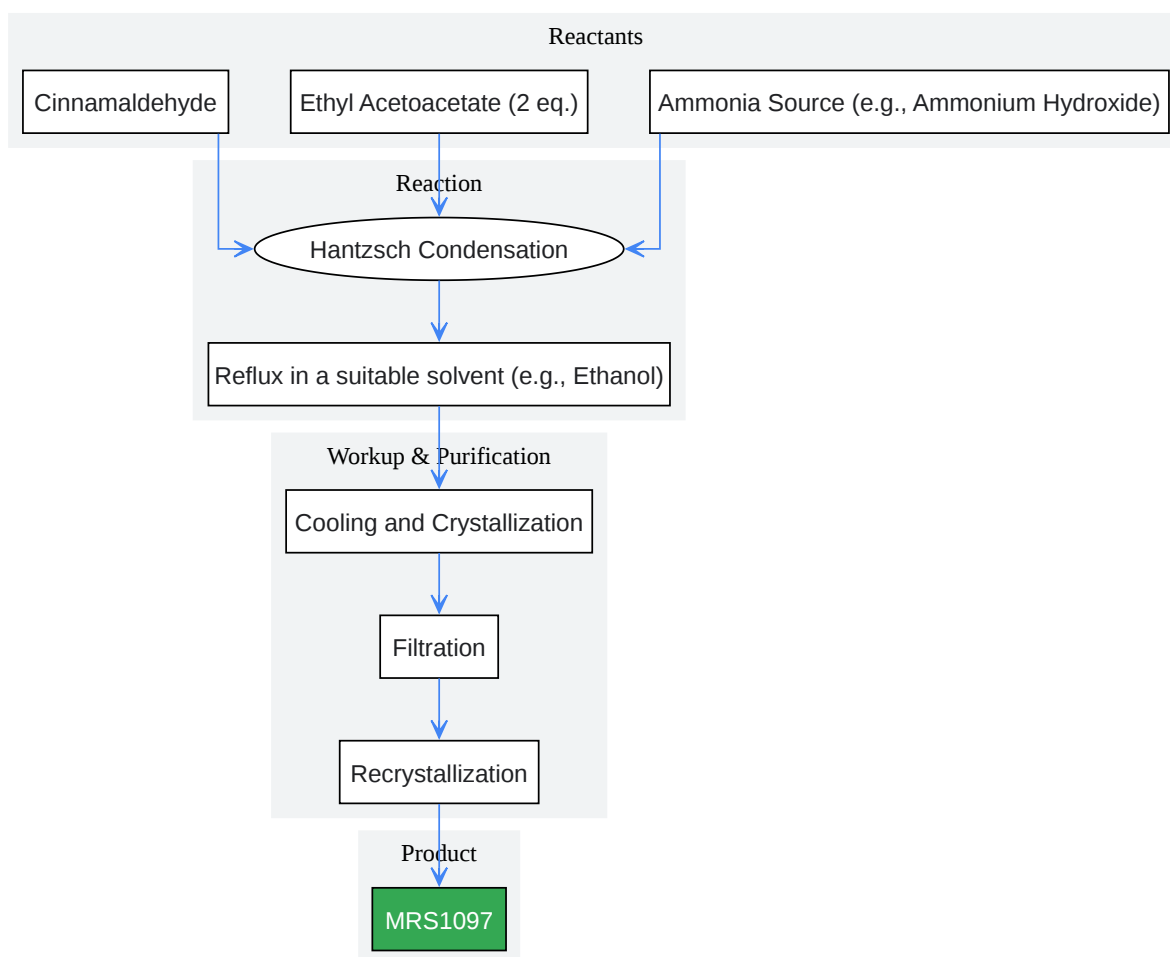 Reactants
Cinnamaldehyde
Ethyl Acetoacetate (2 eq.)
Ammonia Source (e.g., Ammonium Hydroxide)
Reaction
Hantzsch Condensation
Reflux in a suitable solvent (e.g., Ethanol)
Workup & Purification
Cooling and Crystallization
Filtration
Recrystallization
Product
MRS1097